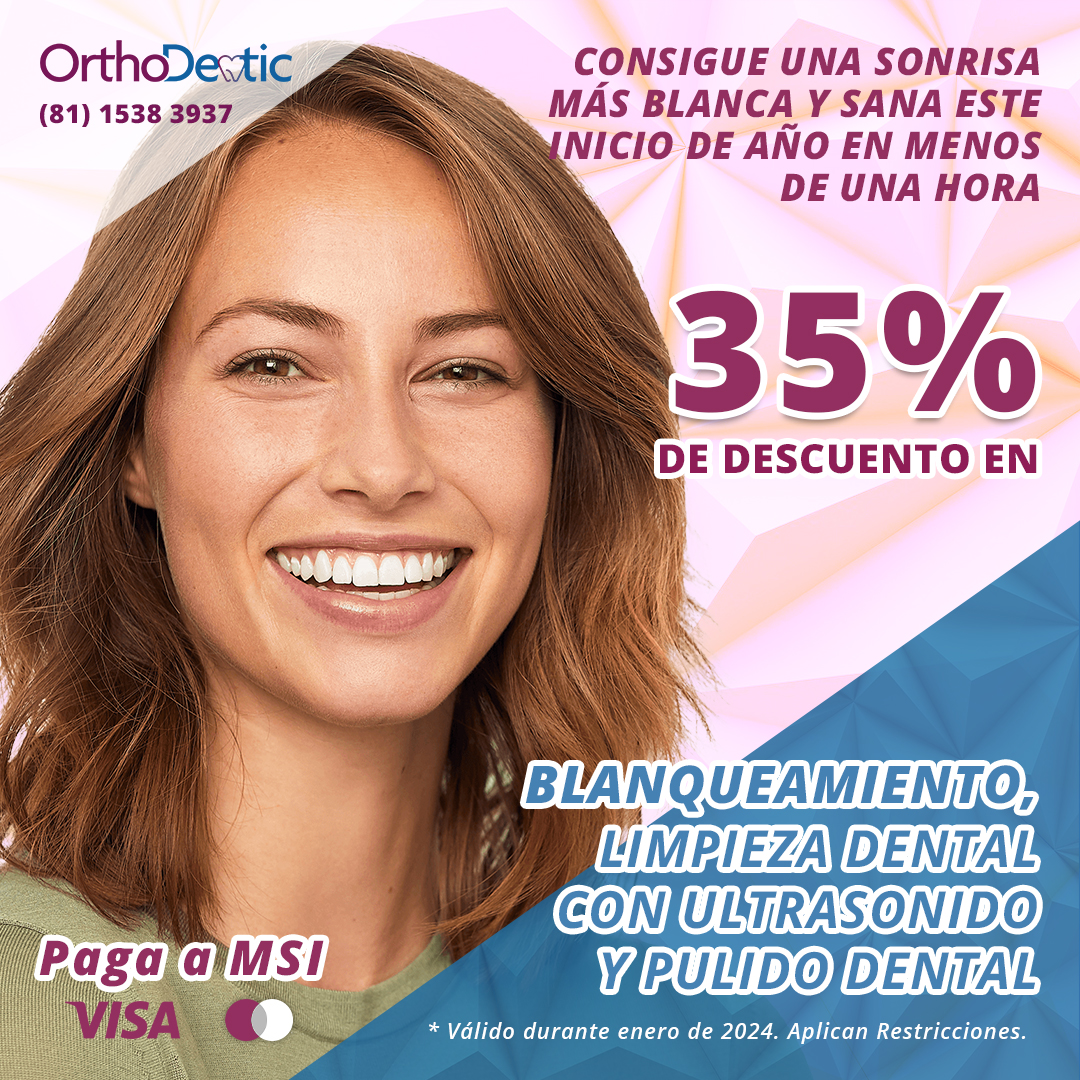 OrthoDentic
(81) 1538 3937
CONSIGUE UNA SONRISA
MÁS BLANCA Y SANA ESTE
INICIO DE AÑO EN MENOS
DE UNA HORA
35%
DE DESCUENTO EN
BLANQUEAMIENTO,
LIMPIEZA DENTAL
CON ULTRASONIDO
Y PULIDO DENTAL
Paga a MSI
VISA
* Válido durante enero de 2024. Aplican Restricciones.